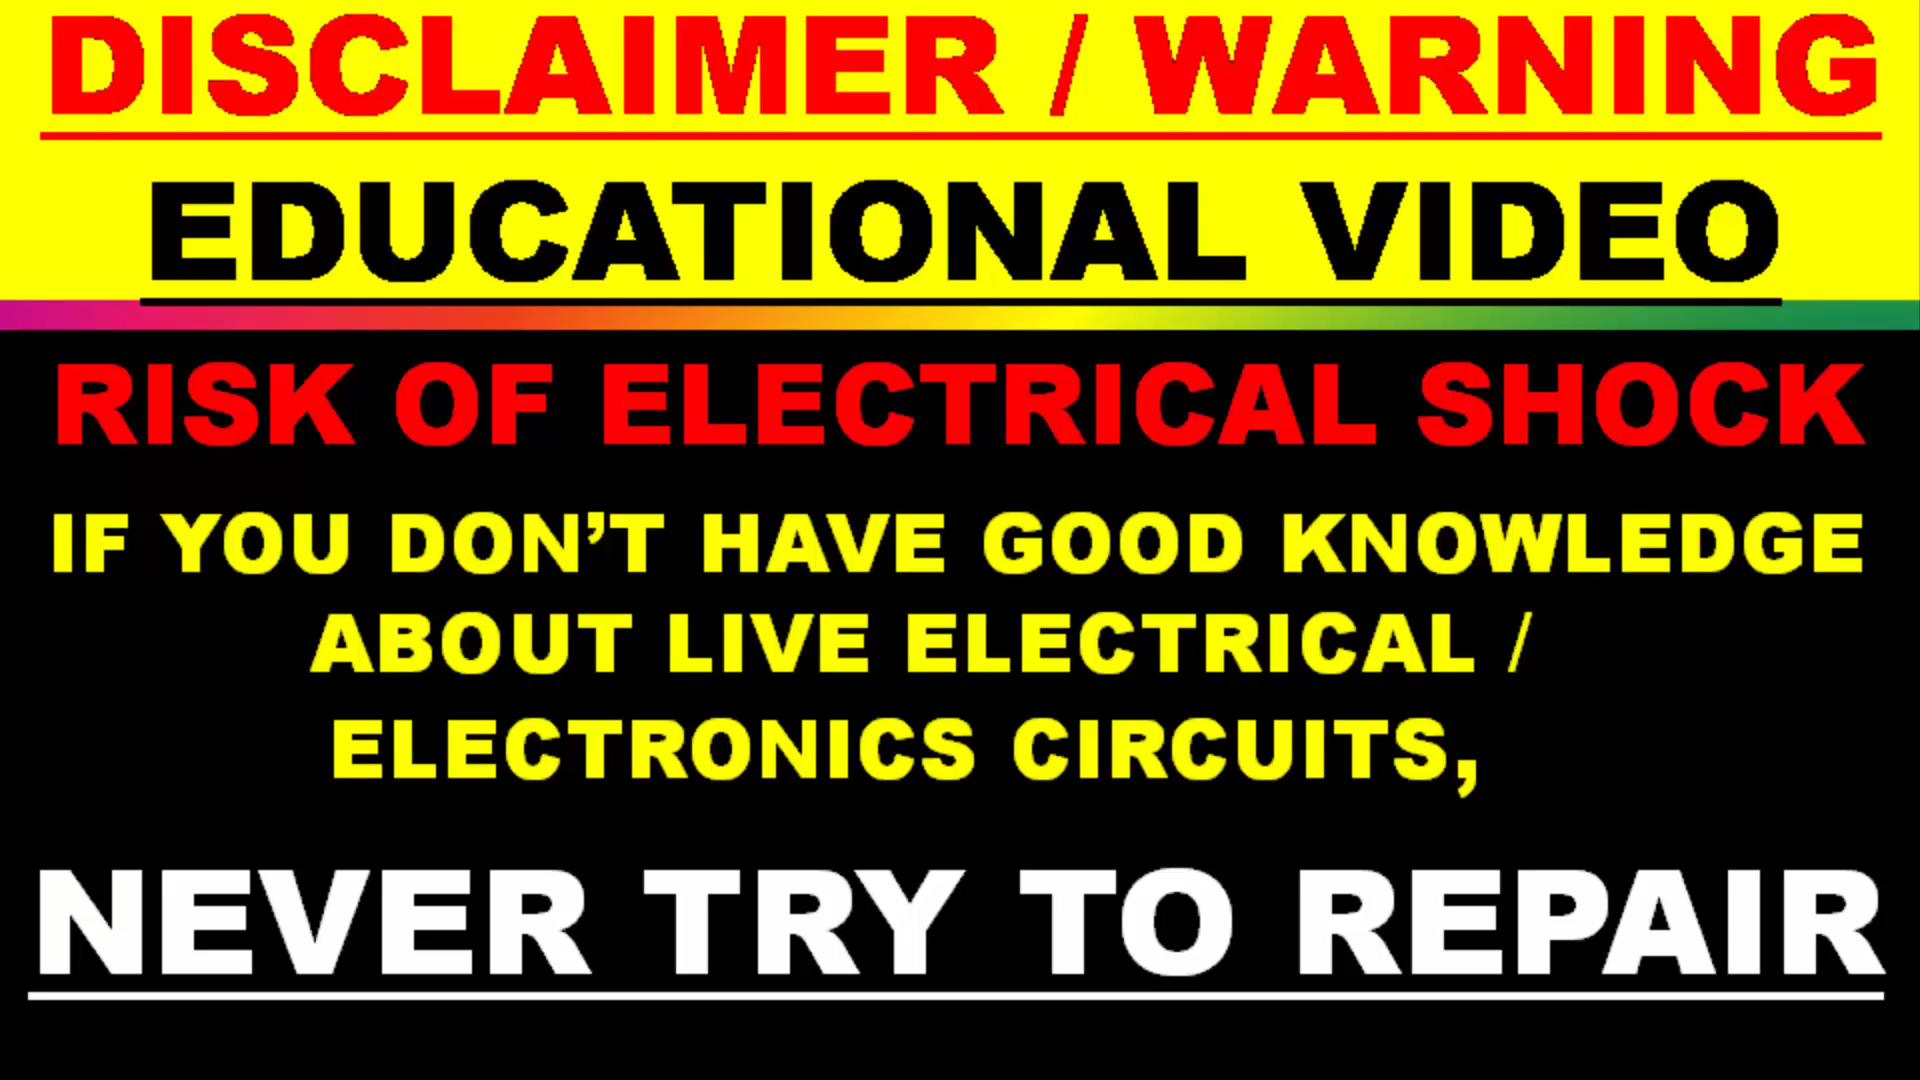 DISCLAIMER / WARNING
EDUCATIONAL VIDEO
RISK OF ELECTRICAL SHOCK
IF YOU DON’T HAVE GOOD KNOWLEDGE
ABOUT LIVE ELECTRICAL /
ELECTRONICS CIRCUITS,
NEVER TRY TO REPAIR